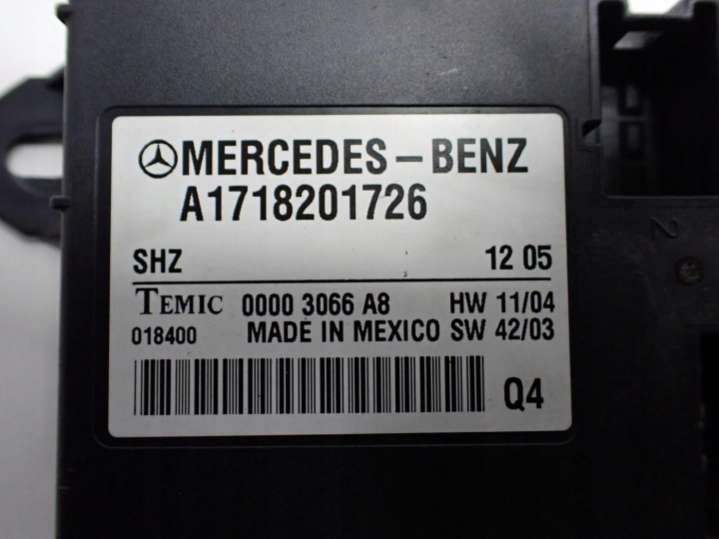 MERCEDES-BENZ
A1718201726
SHZ 12 05
TEMIC 0000 3066 A8 HW 11/04
018400 MADE IN MEXICO SW 42/03
Q4
2